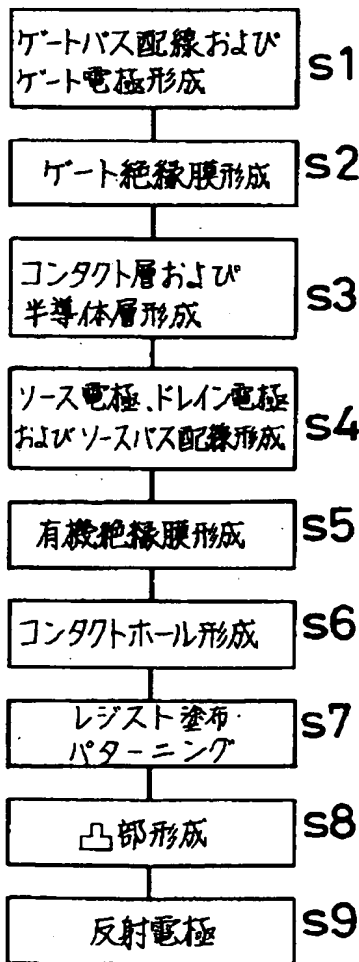 ゲートバス配線および
ゲート電極形成
s1
ゲート絶縁膜形成
s2
コンタクト層および
半導体層形成
s3
ソース電極、ドレイン電極
およびソースバス配線形成
s4
有機絶縁膜形成
s5
コンタクトホール形成
s6
レジスト塗布・
パターニング
s7
凸部形成
s8
反射電極
s9